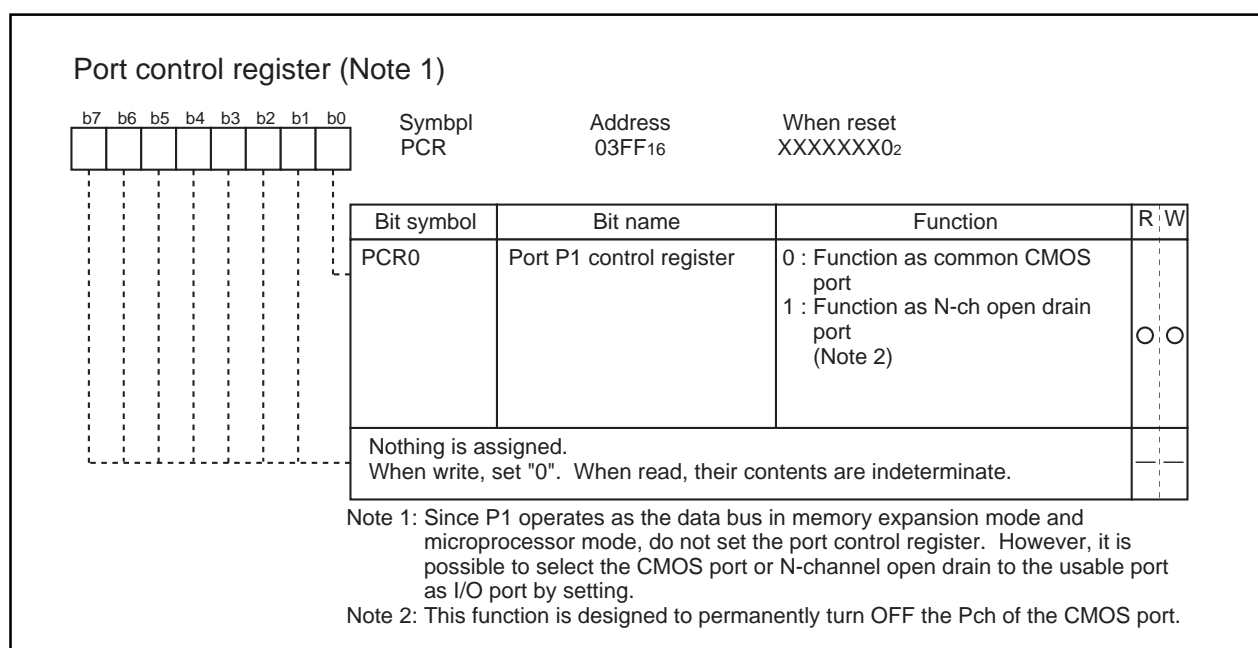 Port control register (Note 1)
b7 b6 b5 b4 b3 b2 b1 b0
Symbpl Address When reset
PCR 03FF16 XXXXXXX02
Bit symbol Bit name Function R W
PCR0 Port P1 control register 0 : Function as common CMOS
port
1 : Function as N-ch open drain
port
(Note 2)
Nothing is assigned.
When write, set "0". When read, their contents are indeterminate.
Note 1: Since P1 operates as the data bus in memory expansion mode and
microprocessor mode, do not set the port control register. However, it is
possible to select the CMOS port or N-channel open drain to the usable port
as I/O port by setting.
Note 2: This function is designed to permanently turn OFF the Pch of the CMOS port.